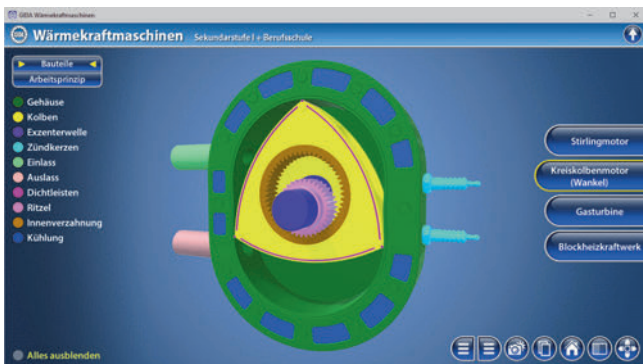 GIDA Wärmekraftmaschinen
GIDA Wärmekraftmaschinen Sekundarstufe I + Berufsschule
Bauteile
Arbeitsprinzip
Gehäuse
Kolben
Exzenterwelle
Zündkerzen
Einlass
Auslass
Dichtleisten
Ritzel
Innenverzahnung
Kühlung
Stirlingmotor
Kreiskolbenmotor
(Wankel)
Gasturbine
Blockheizkraftwerk
Alles ausblenden